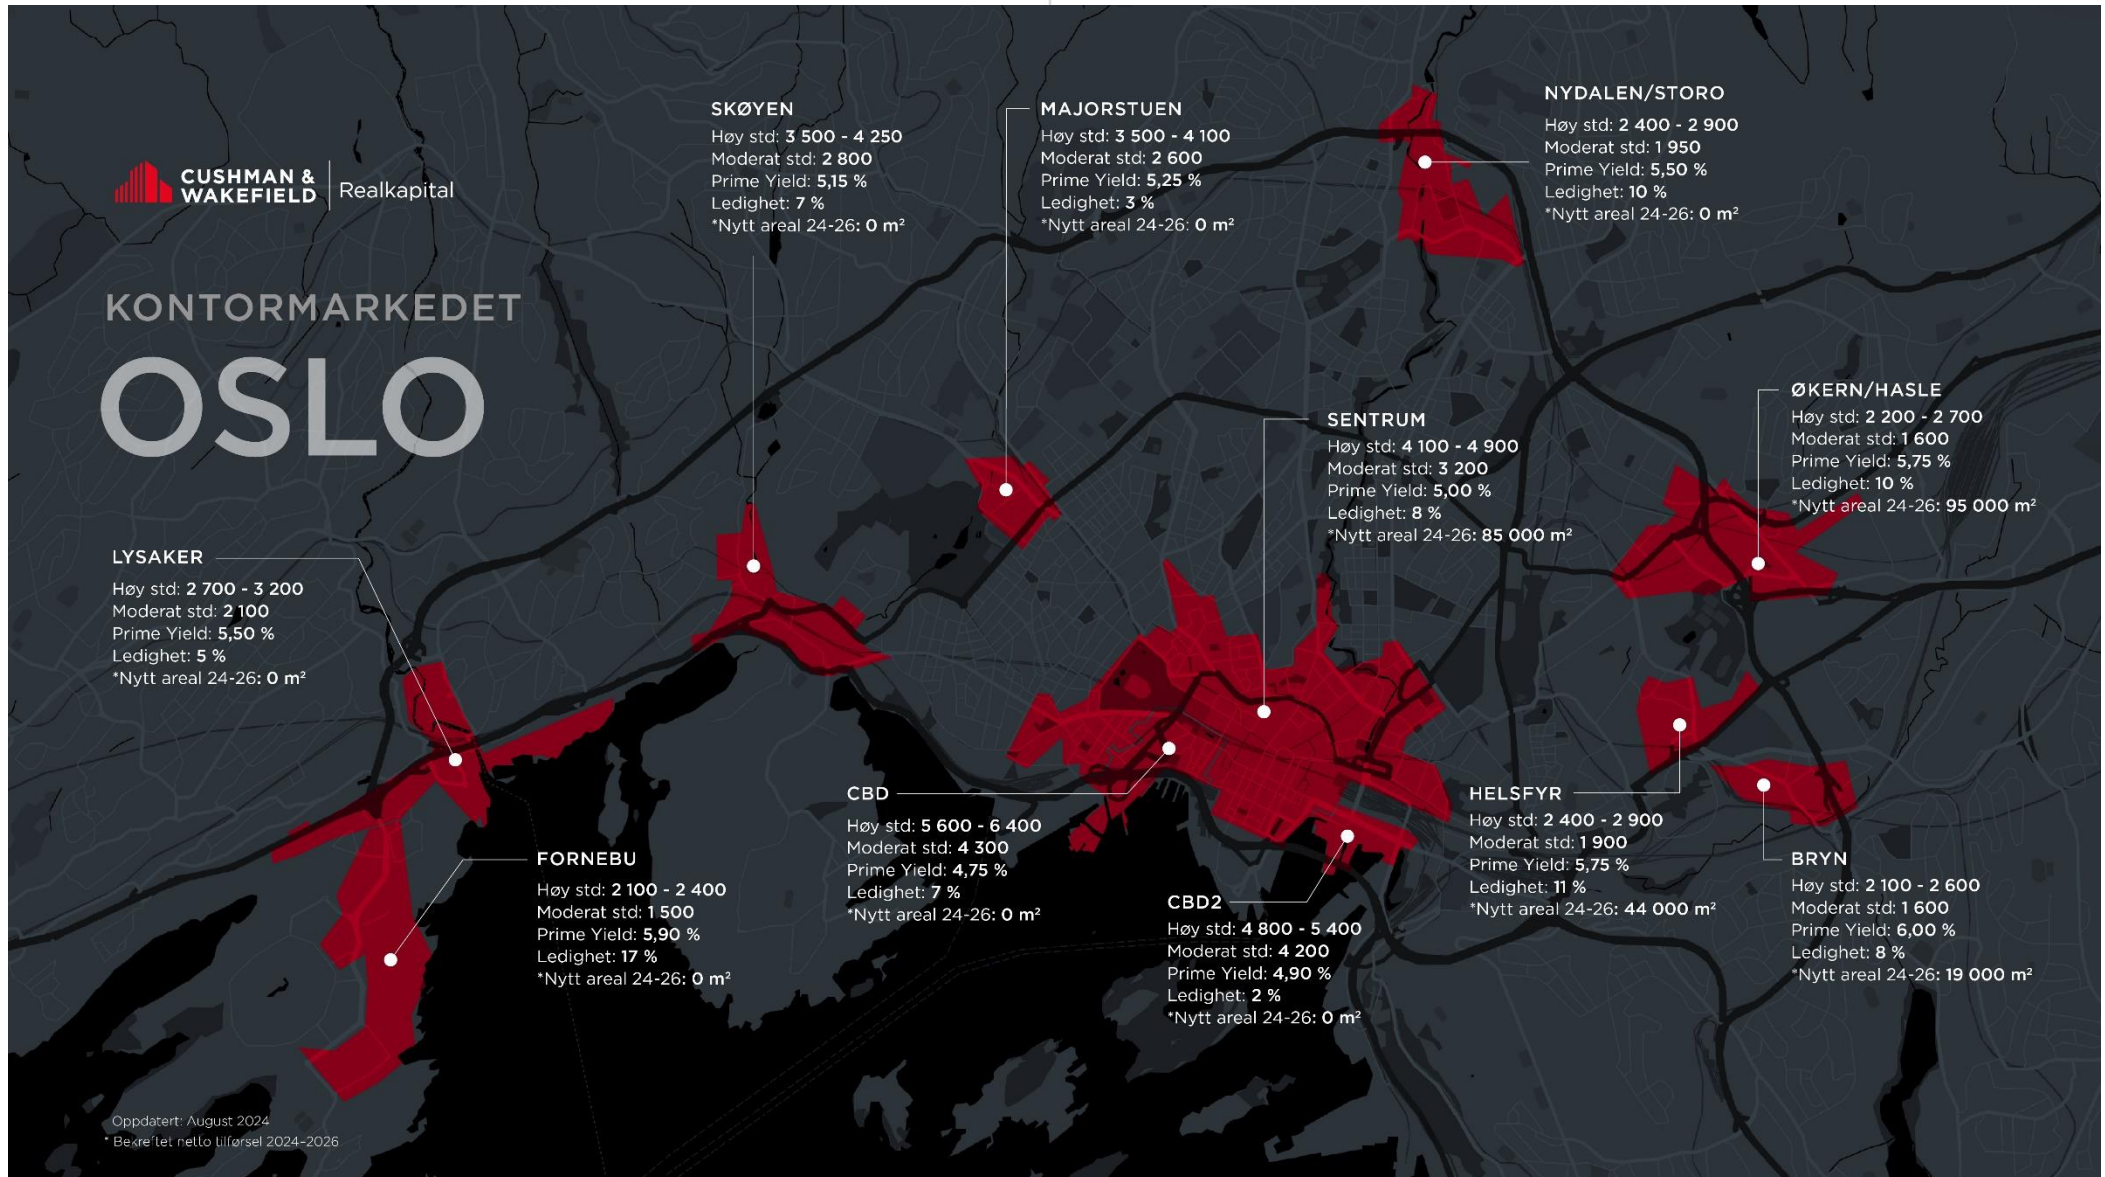 CUSHMAN &
WAKEFIELD
Realkapital
KONTORMARKEDET
OSLO
SKØYEN
Høy std: 3 500 - 4 250
Moderat std: 2 800
Prime Yield: 5,15 %
Ledighet: 7 %
*Nytt areal 24-26: 0 m²
MAJORSTUEN
Høy std: 3 500 - 4 100
Moderat std: 2 600
Prime Yield: 5,25 %
Ledighet: 3 %
*Nytt areal 24-26: 0 m²
NYDALEN/STORO
Høy std: 2 400 - 2 900
Moderat std: 1 950
Prime Yield: 5,50 %
Ledighet: 10 %
*Nytt areal 24-26: 0 m²
ØKERN/HASLE
Høy std: 2 200 - 2 700
Moderat std: 1 600
Prime Yield: 5,75 %
Ledighet: 10 %
*Nytt areal 24-26: 95 000 m²
SENTRUM
Høy std: 4 100 - 4 900
Moderat std: 3 200
Prime Yield: 5,00 %
Ledighet: 8 %
*Nytt areal 24-26: 85 000 m²
LYSAKER
Høy std: 2 700 - 3 200
Moderat std: 2 100
Prime Yield: 5,50 %
Ledighet: 5 %
*Nytt areal 24-26: 0 m²
FORNEBU
Høy std: 2 100 - 2 400
Moderat std: 1 500
Prime Yield: 5,90 %
Ledighet: 17 %
*Nytt areal 24-26: 0 m²
CBD
Høy std: 5 600 - 6 400
Moderat std: 4 300
Prime Yield: 4,75 %
Ledighet: 7 %
*Nytt areal 24-26: 0 m²
CBD2
Høy std: 4 800 - 5 400
Moderat std: 4 200
Prime Yield: 4,90 %
Ledighet: 2 %
*Nytt areal 24-26: 0 m²
HELSFYR
Høy std: 2 400 - 2 900
Moderat std: 1 900
Prime Yield: 5,75 %
Ledighet: 11 %
*Nytt areal 24-26: 44 000 m²
BRYN
Høy std: 2 100 - 2 600
Moderat std: 1 600
Prime Yield: 6,00 %
Ledighet: 8 %
*Nytt areal 24-26: 19 000 m²
Oppdatert: August 2024
* Bekreftet netto tilførsel 2024-2026